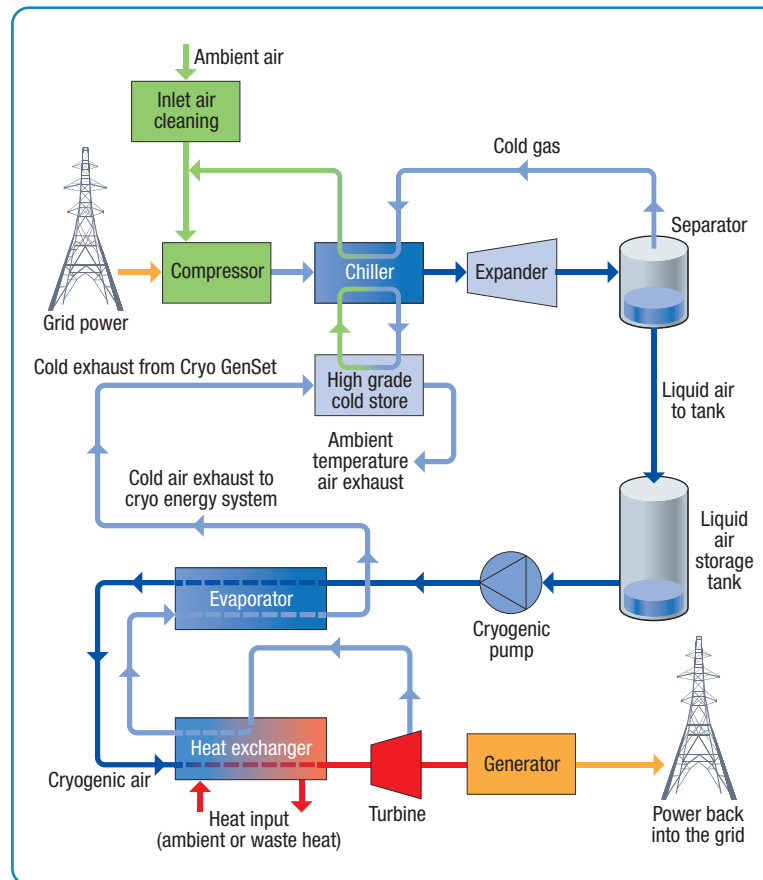 Ambient air
Inlet air
cleaning
Cold gas
Separator
Compressor
Chiller
Expander
Grid power
Cold exhaust from Cryo GenSet
High grade
cold store
Liquid air
to tank
Ambient
temperature
air exhaust
Cold air exhaust to
cryo energy system
Liquid
air
storage
tank
Evaporator
Cryogenic
pump
Heat exchanger
Generator
Cryogenic air
Turbine
Heat input
(ambient or waste heat)
Power back
into the grid